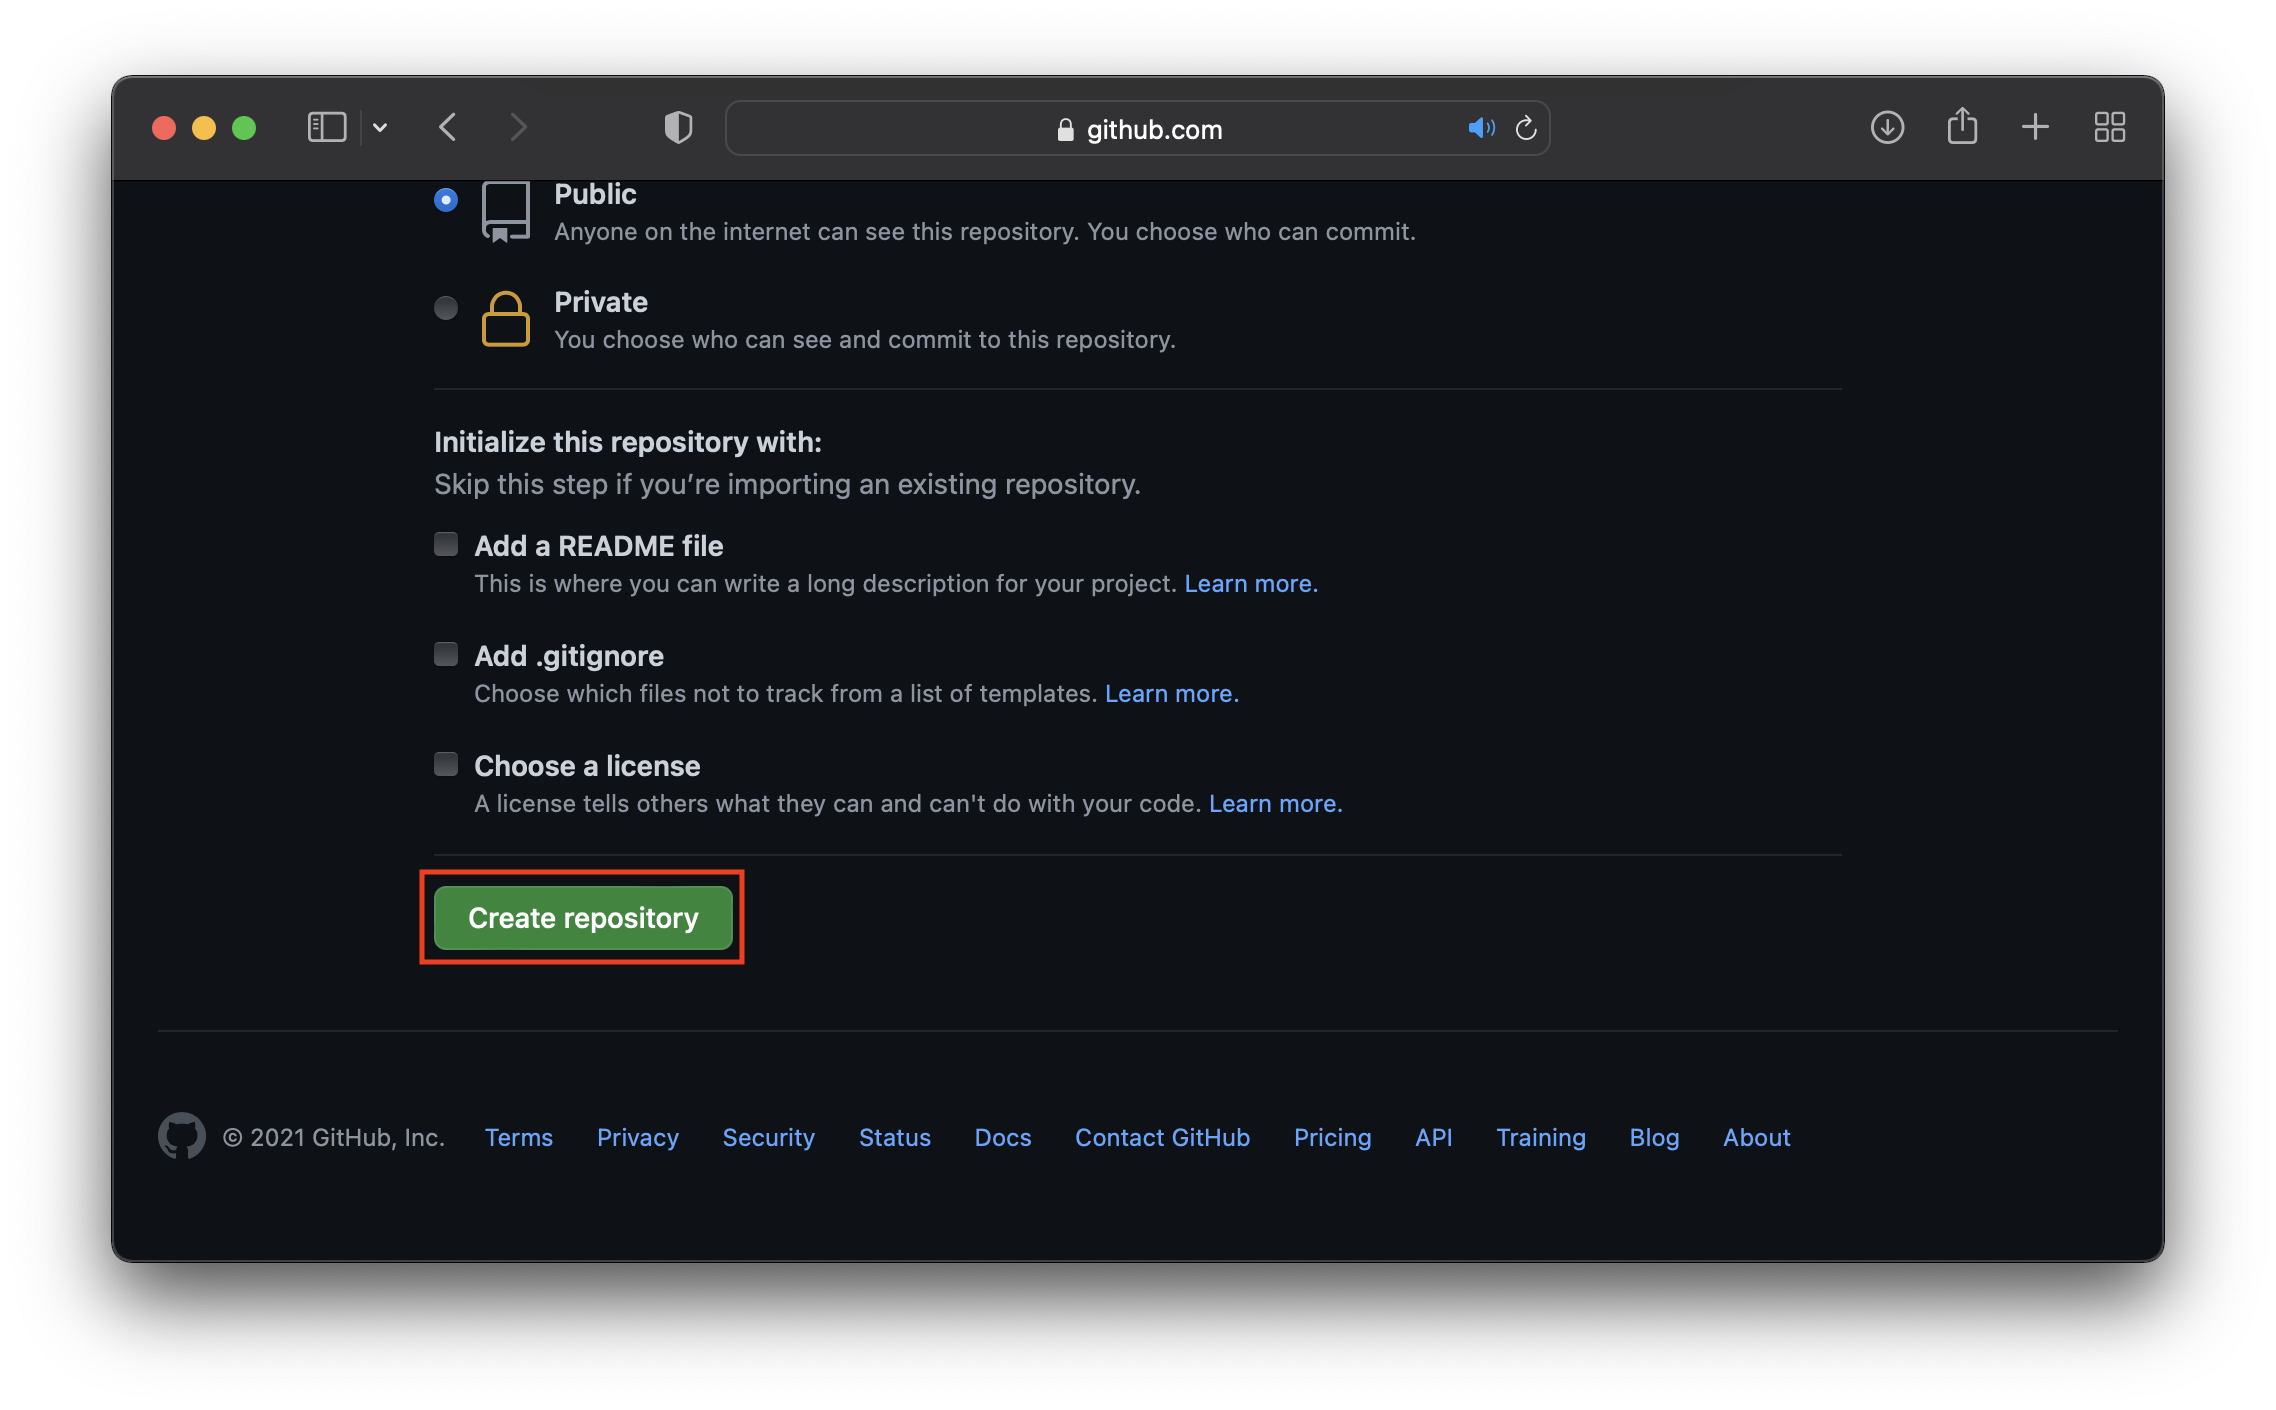 github.com
Public
Anyone on the internet can see this repository. You choose who can commit.
Private
You choose who can see and commit to this repository.
Initialize this repository with:
Skip this step if you’re importing an existing repository.
Add a README file
This is where you can write a long description for your project. Learn more.
Add .gitignore
Choose which files not to track from a list of templates. Learn more.
Choose a license
A license tells others what they can and can't do with your code. Learn more.
Create repository
© 2021 GitHub, Inc. Terms Privacy Security Status Docs Contact GitHub Pricing API Training Blog About